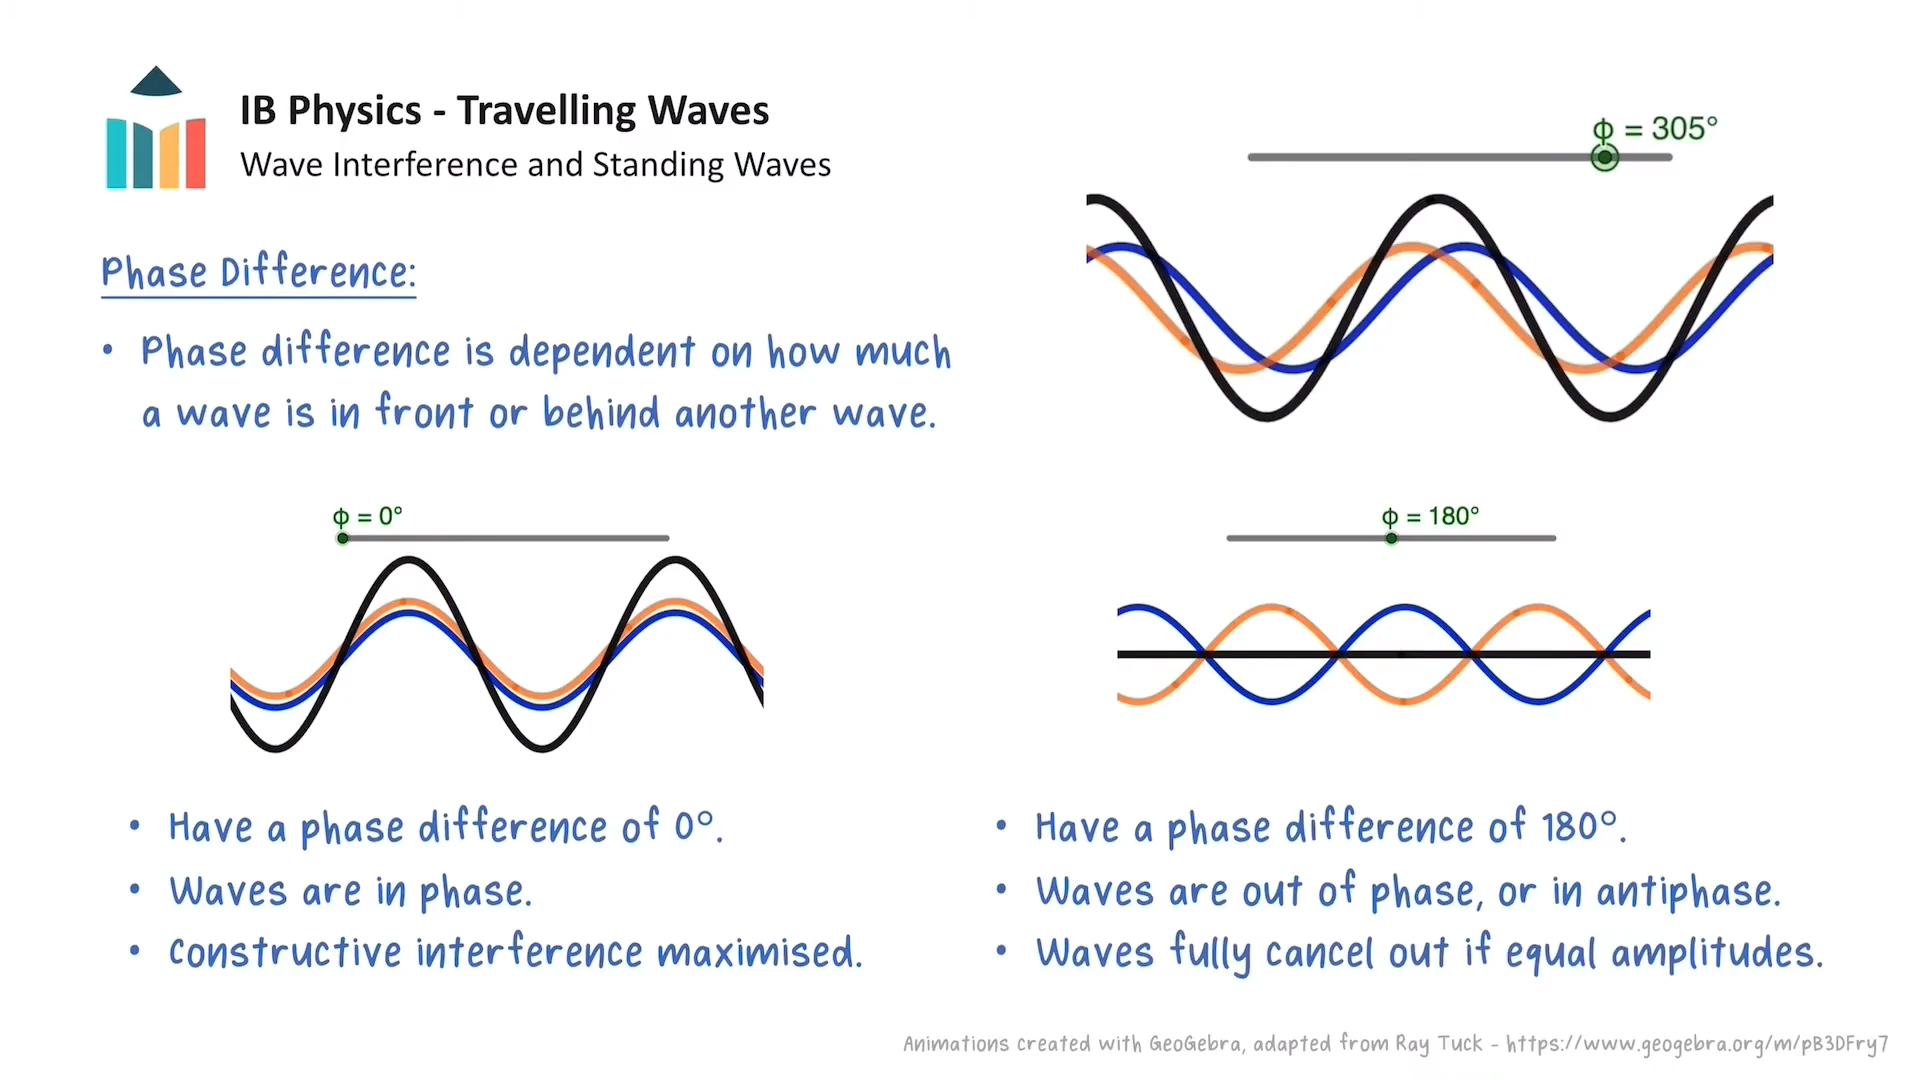 IB Physics - Travelling Waves
Wave Interference and Standing Waves
ϕ = 305°
Phase Difference:
• Phase difference is dependent on how much
a wave is in front or behind another wave.
ϕ = 0°
ϕ = 180°
• Have a phase difference of 0°.
• Waves are in phase.
• Constructive interference maximised.
• Have a phase difference of 180°.
• Waves are out of phase, or in antiphase.
• Waves fully cancel out if equal amplitudes.
Animations created with GeoGebra, adapted from Ray Tuck - https://www.geogebra.org/m/pB3DFry7